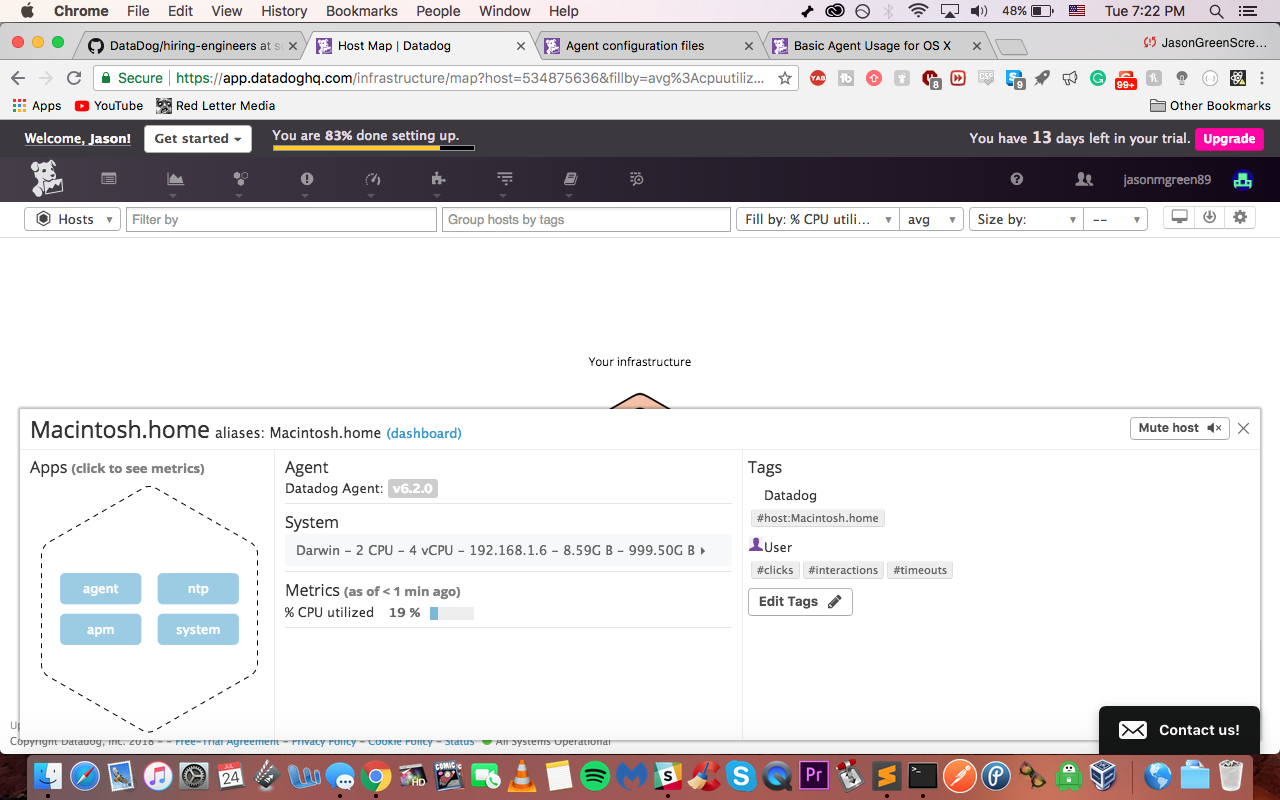 Chrome File Edit View History Bookmarks People Window Help 48% Tue 7:22 PM
DataDog/hiring-engineers at s Host Map | Datadog Agent configuration files Basic Agent Usage for OS X JasonGreenScre...
Secure https://app.datadoghq.com/infrastructure/map?host=534875636&fillby=avg%3Acpuutiliz...
Apps YouTube Red Letter Media Other Bookmarks
Welcome, Jason! Get started You are 83% done setting up. You have 13 days left in your trial. Upgrade
jasonmgreen89
Hosts Filter by Group hosts by tags Fill by: % CPU utili... avg Size by: --
Your infrastructure
Macintosh.home aliases: Macintosh.home (dashboard) Mute host
Apps (click to see metrics)
agent ntp
apm system
Agent
Datadog Agent: v6.2.0
System
Darwin - 2 CPU - 4 vCPU - 192.168.1.6 - 8.59G B - 999.50G B
Metrics (as of < 1 min ago)
% CPU utilized 19 %
Tags
Datadog
#host:Macintosh.home
User
#clicks #interactions #timeouts
Edit Tags
Contact us!
Copyright Datadog, Inc. 2018 - - Free-Trial Agreement - Privacy Policy - Cookie Policy - Status All Systems Operational